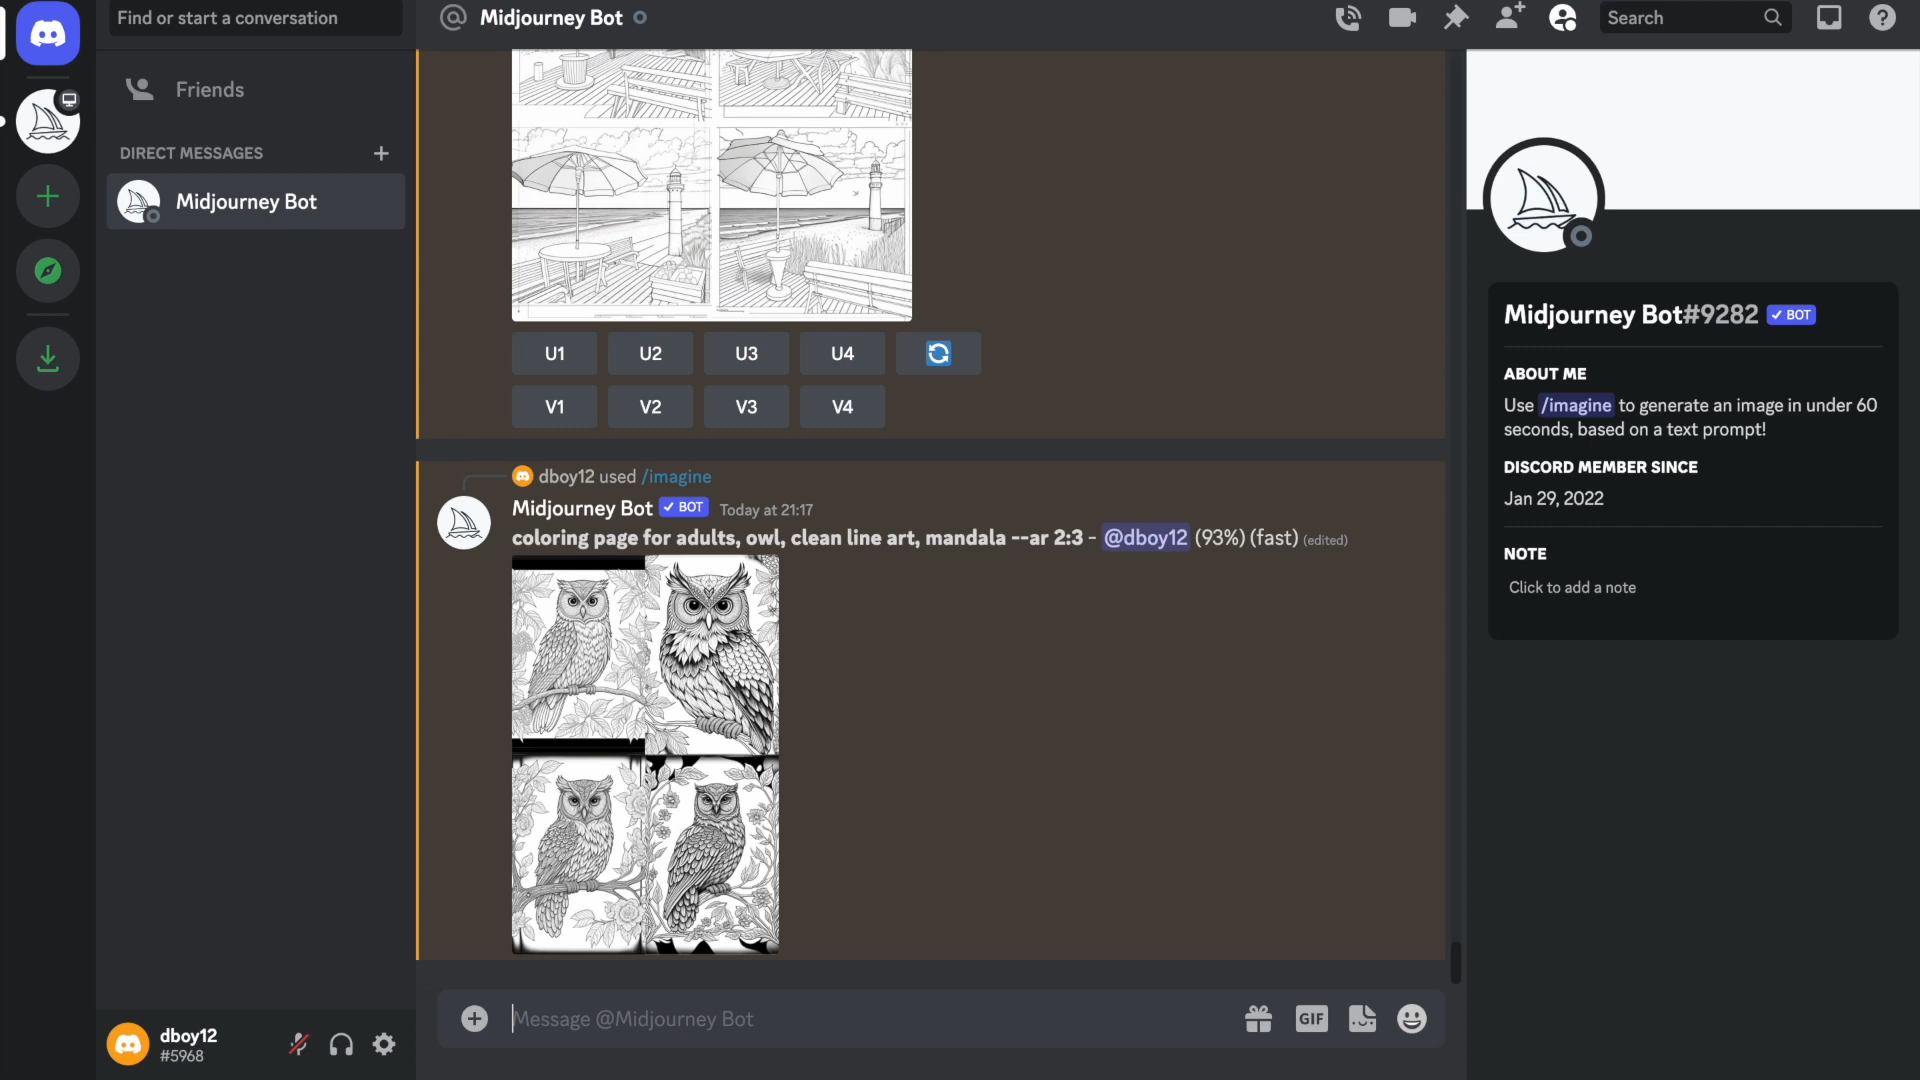 Find or start a conversation
Friends
DIRECT MESSAGES
Midjourney Bot
dboy12
#5968
Midjourney Bot
Search
U1 U2 U3 U4
V1 V2 V3 V4
dboy12 used /imagine
Midjourney Bot ✓ BOT Today at 21:17
coloring page for adults, owl, clean line art, mandala --ar 2:3 - @dboy12 (93%) (fast) (edited)
Message @Midjourney Bot
GIF
Midjourney Bot#9282 ✓ BOT
ABOUT ME
Use /imagine to generate an image in under 60
seconds, based on a text prompt!
DISCORD MEMBER SINCE
Jan 29, 2022
NOTE
Click to add a note